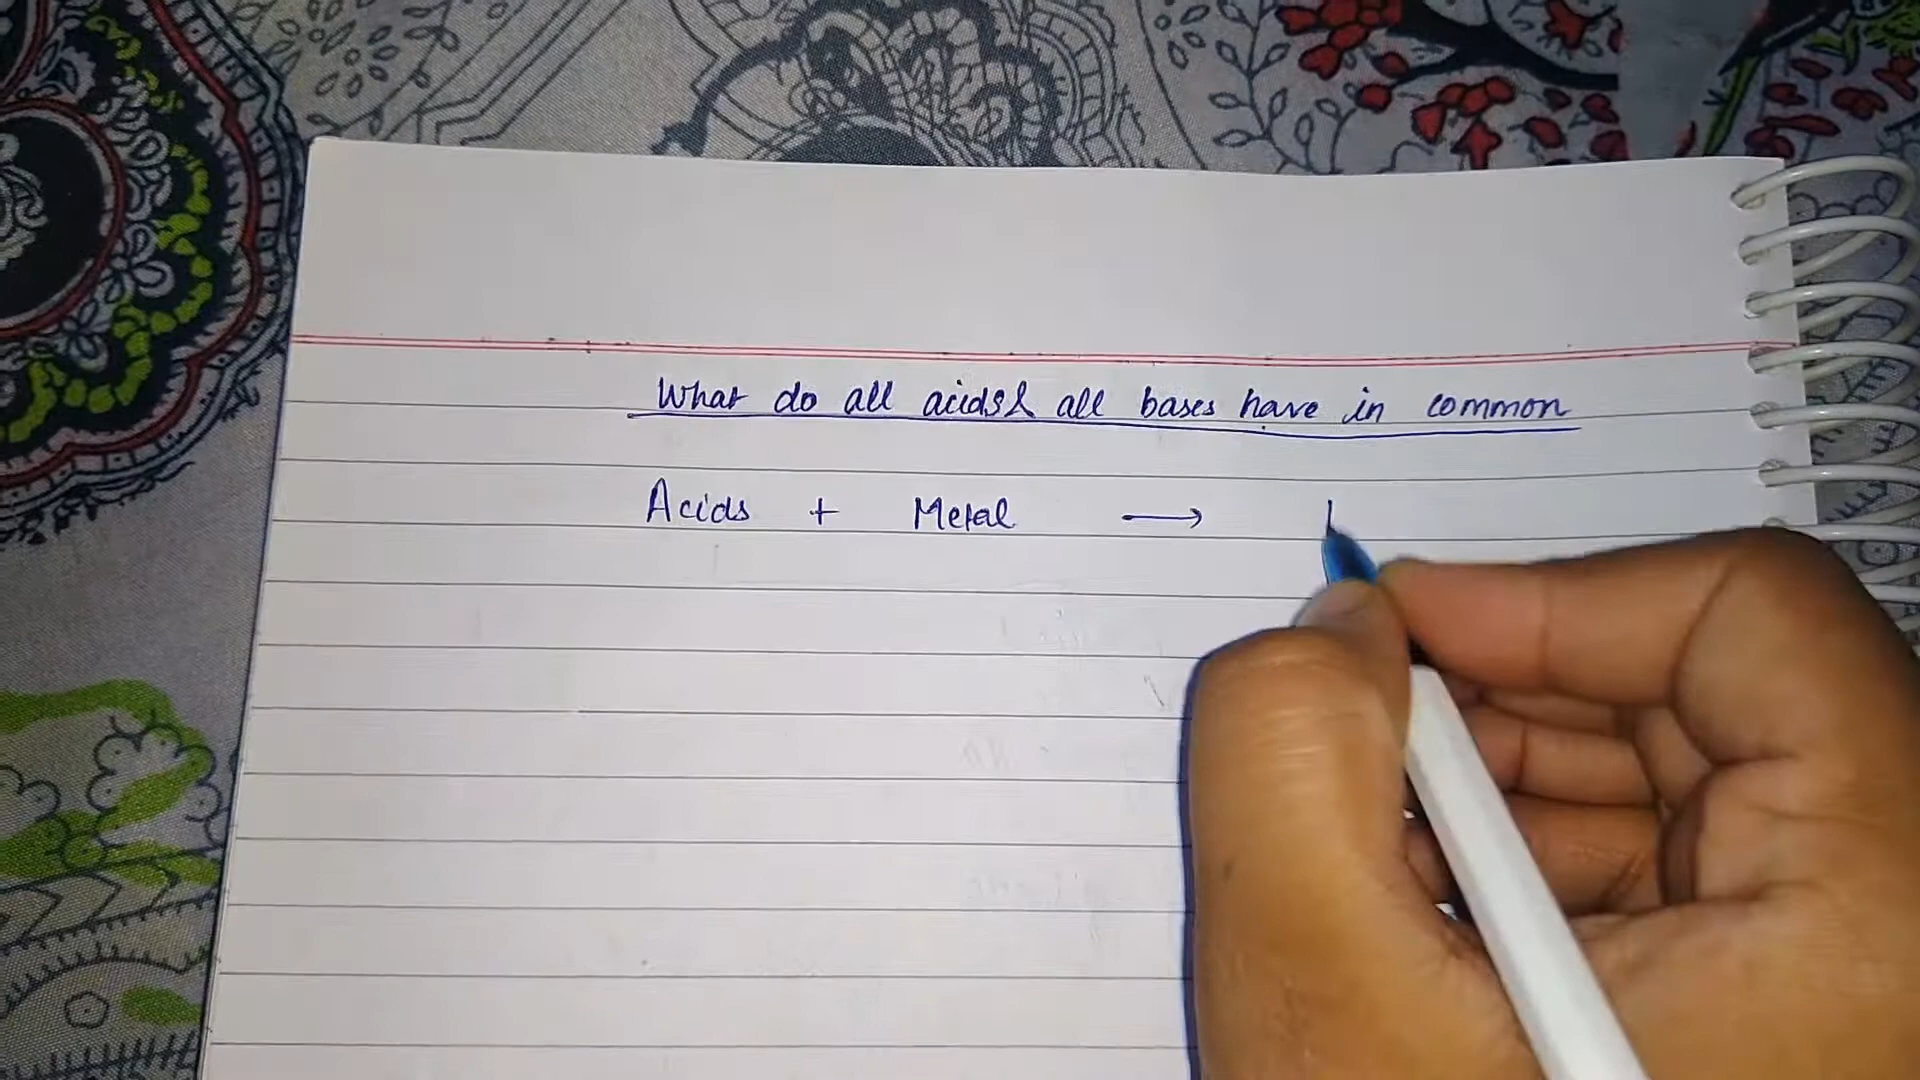 What do all acids & all bases have in common
Acids + Metal →